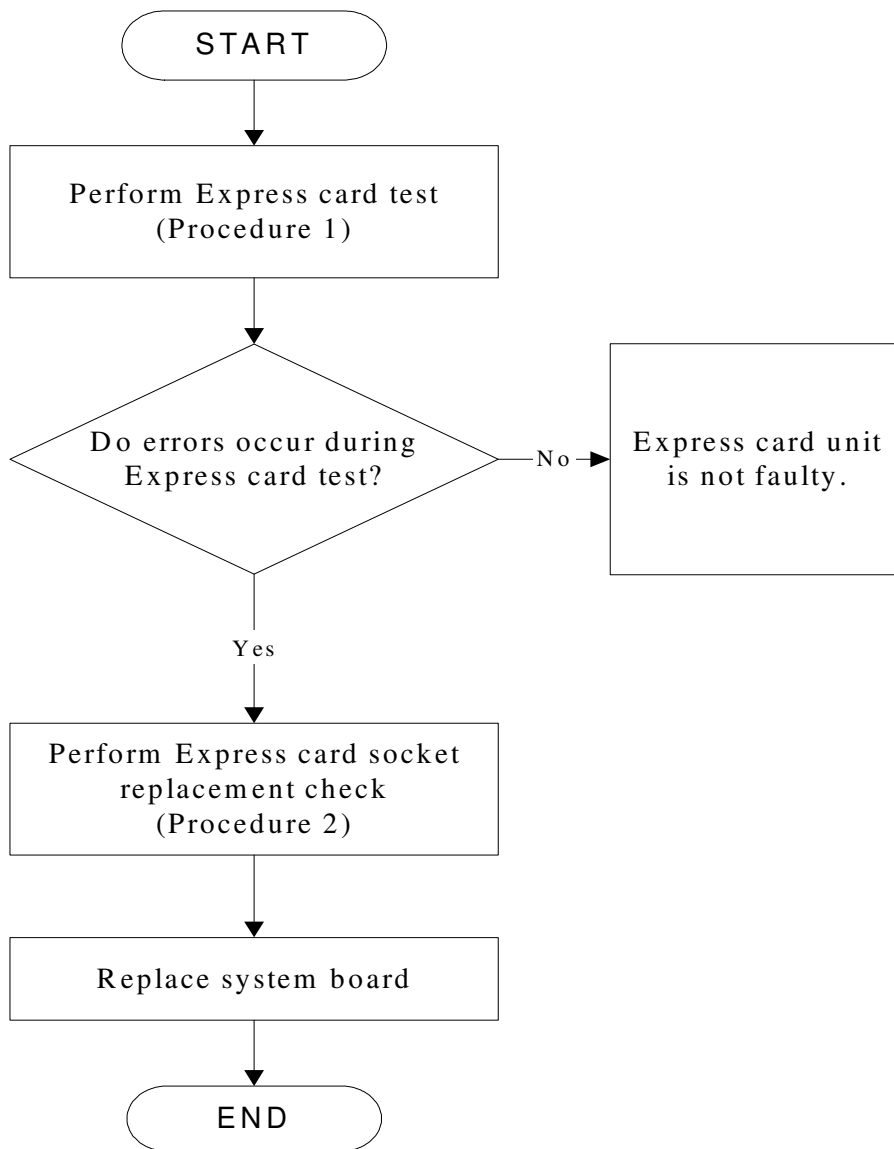 START
Perform Express card test
(Procedure 1)
Do errors occur during
Express card test?
No
Express card unit
is not faulty.
Yes
Perform Express card socket
replacement check
(Procedure 2)
Replace system board
END